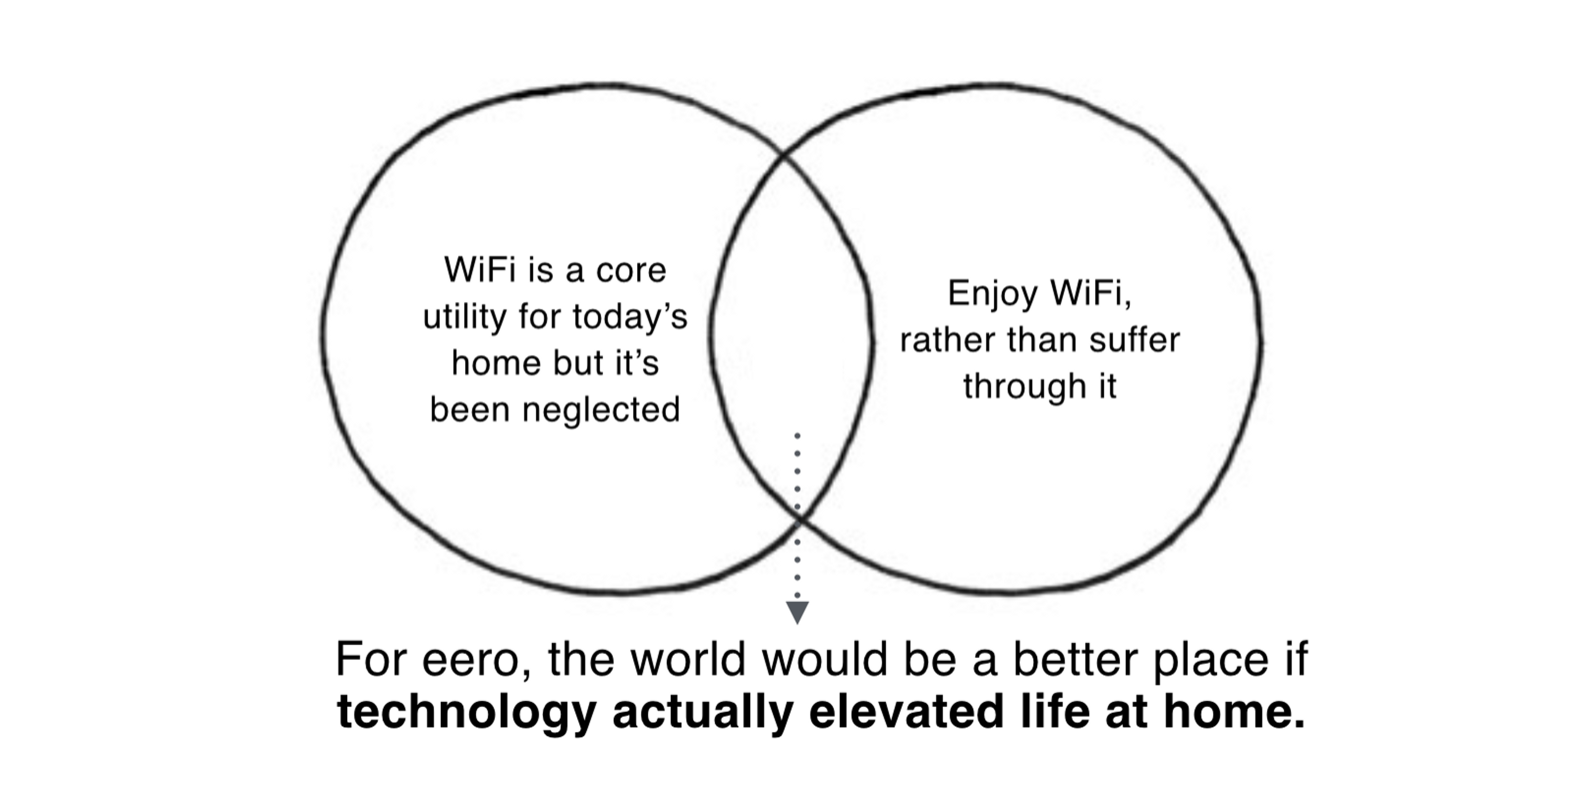 WiFi is a core
utility for today’s
home but it’s
been neglected
Enjoy WiFi,
rather than suffer
through it
For eero, the world would be a better place if
technology actually elevated life at home.